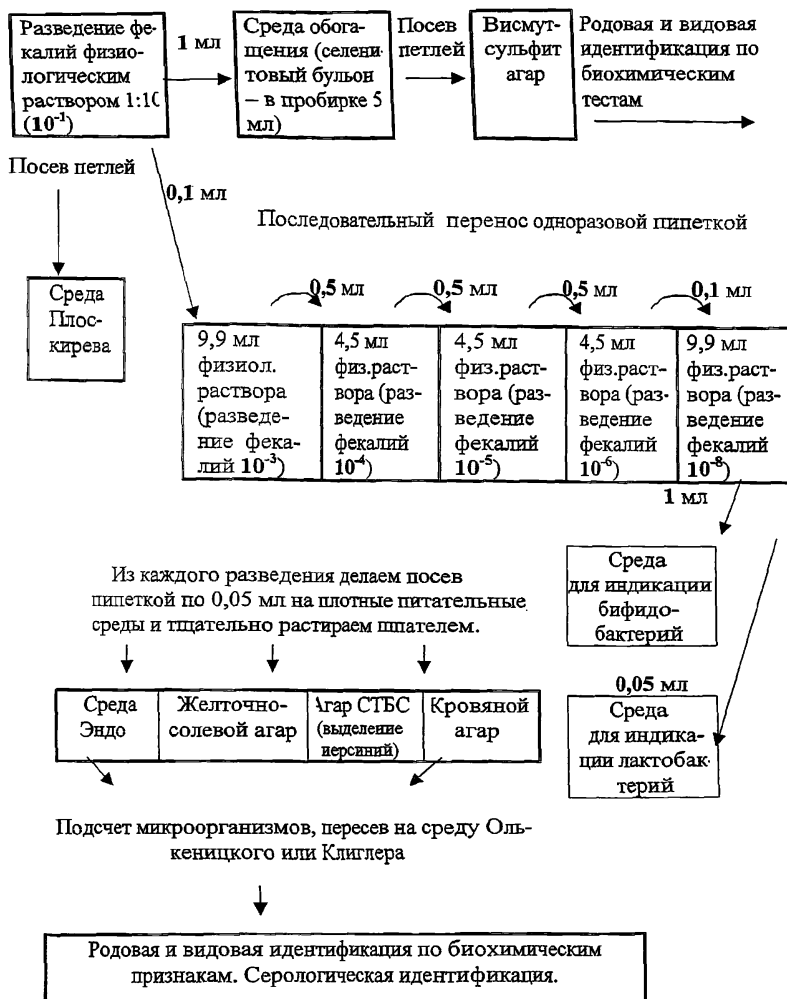 Разведение фе-
калий физио-
логическим
раствором 1:10
(10⁻¹)
1 мл
Среда обога-
щения (селени-
товый бульон
– в пробирке 5
мл)
Посев
петлей
Висмут-
сульфит
агар
Родовая и видовая
идентификация по
биохимическим
тестам
Посев петлей
0,1 мл
Последовательный перенос одноразовой пипеткой
Среда
Плос-
кирева
0,5 мл
0,5 мл
0,5 мл
0,1 мл
9,9 мл
физиол.
раствора
(разведе-
ние фека-
лий 10⁻³)
4,5 мл
физ.раст-
вора (раз-
ведение
фекалий
10⁻⁴)
4,5 мл
физ.раст-
вора (раз-
ведение
фекалий
10⁻⁵)
4,5 мл
физ.раст-
вора (раз-
ведение
фекалий
10⁻⁶)
9,9 мл
физ.раст-
вора (раз-
ведение
фекалий
10⁻⁸)
1 мл
Среда
для индикации
бифидо-
бактерий
Из каждого разведения делаем посев
пипеткой по 0,05 мл на плотные питательные
среды и тщательно растираем шпателем.
0,05 мл
Среда
для индика-
ции лактобак-
терий
Среда
Эндо
Желточно-
солевой агар
Агар СТБС
(выделение
иерсиний)
Кровяной
агар
Подсчет микроорганизмов, пересев на среду Оль-
кеницкого или Клиглера
Родовая и видовая идентификация по биохимическим
признакам. Серологическая идентификация.